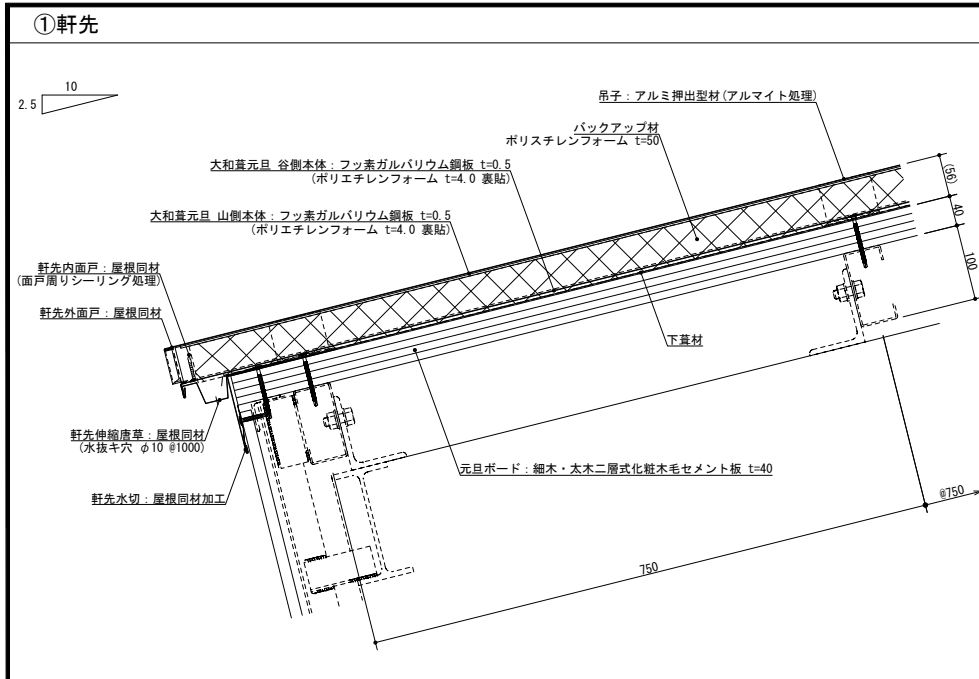 ①軒先
10
2.5
吊子：アルミ押出型材(アルマイト処理)
バックアップ材
ポリスチレンフォーム t=50
大和葺元旦 谷側本体：フッ素ガルバリウム鋼板 t=0.5
(ポリエチレンフォーム t=4.0 裏貼)
大和葺元旦 山側本体：フッ素ガルバリウム鋼板 t=0.5
(ポリエチレンフォーム t=4.0 裏貼)
(56)
40
100
軒先内面戸：屋根同材
(面戸周りシーリング処理)
軒先外面戸：屋根同材
下葺材
軒先伸縮唐草：屋根同材
(水抜キ穴 φ10 @1000)
元旦ボード：細木・太木二層式化粧木毛セメント板 t=40
軒先水切：屋根同材加工
@750
750